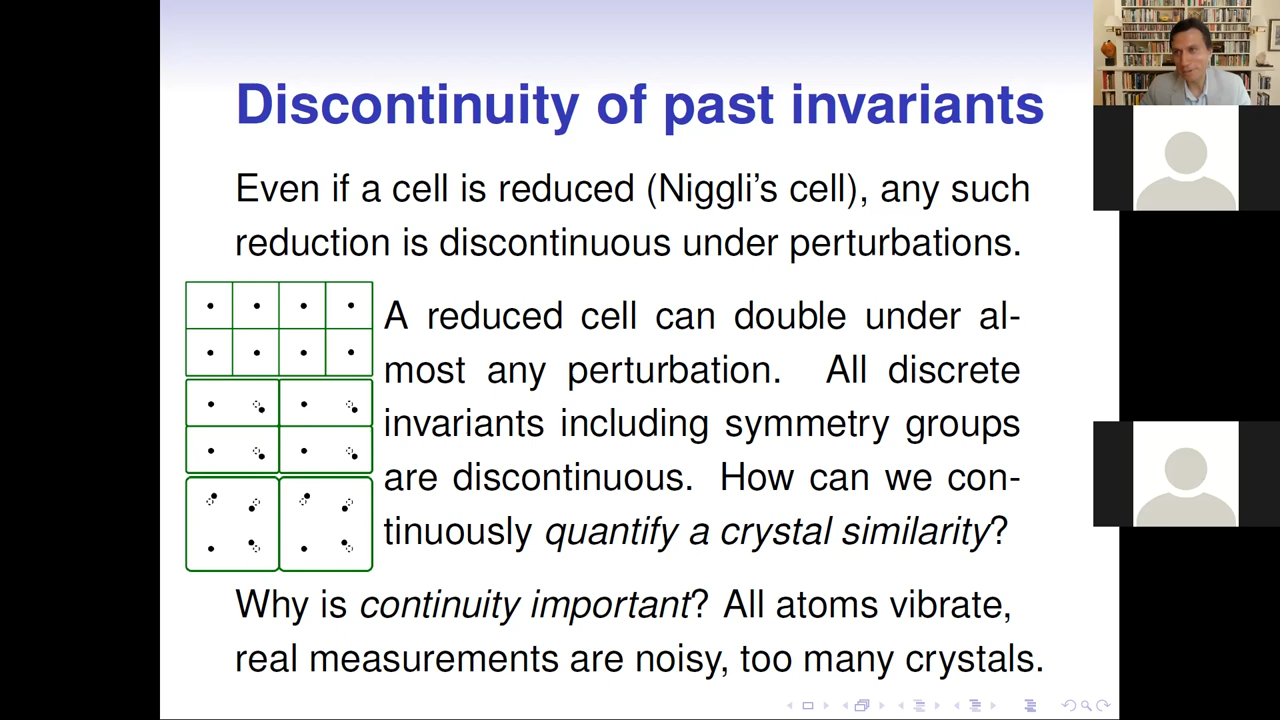 Discontinuity of past invariants
Even if a cell is reduced (Niggli's cell), any such
reduction is discontinuous under perturbations.
A reduced cell can double under al-
most any perturbation. All discrete
invariants including symmetry groups
are discontinuous. How can we con-
tinuously quantify a crystal similarity?
Why is continuity important? All atoms vibrate,
real measurements are noisy, too many crystals.